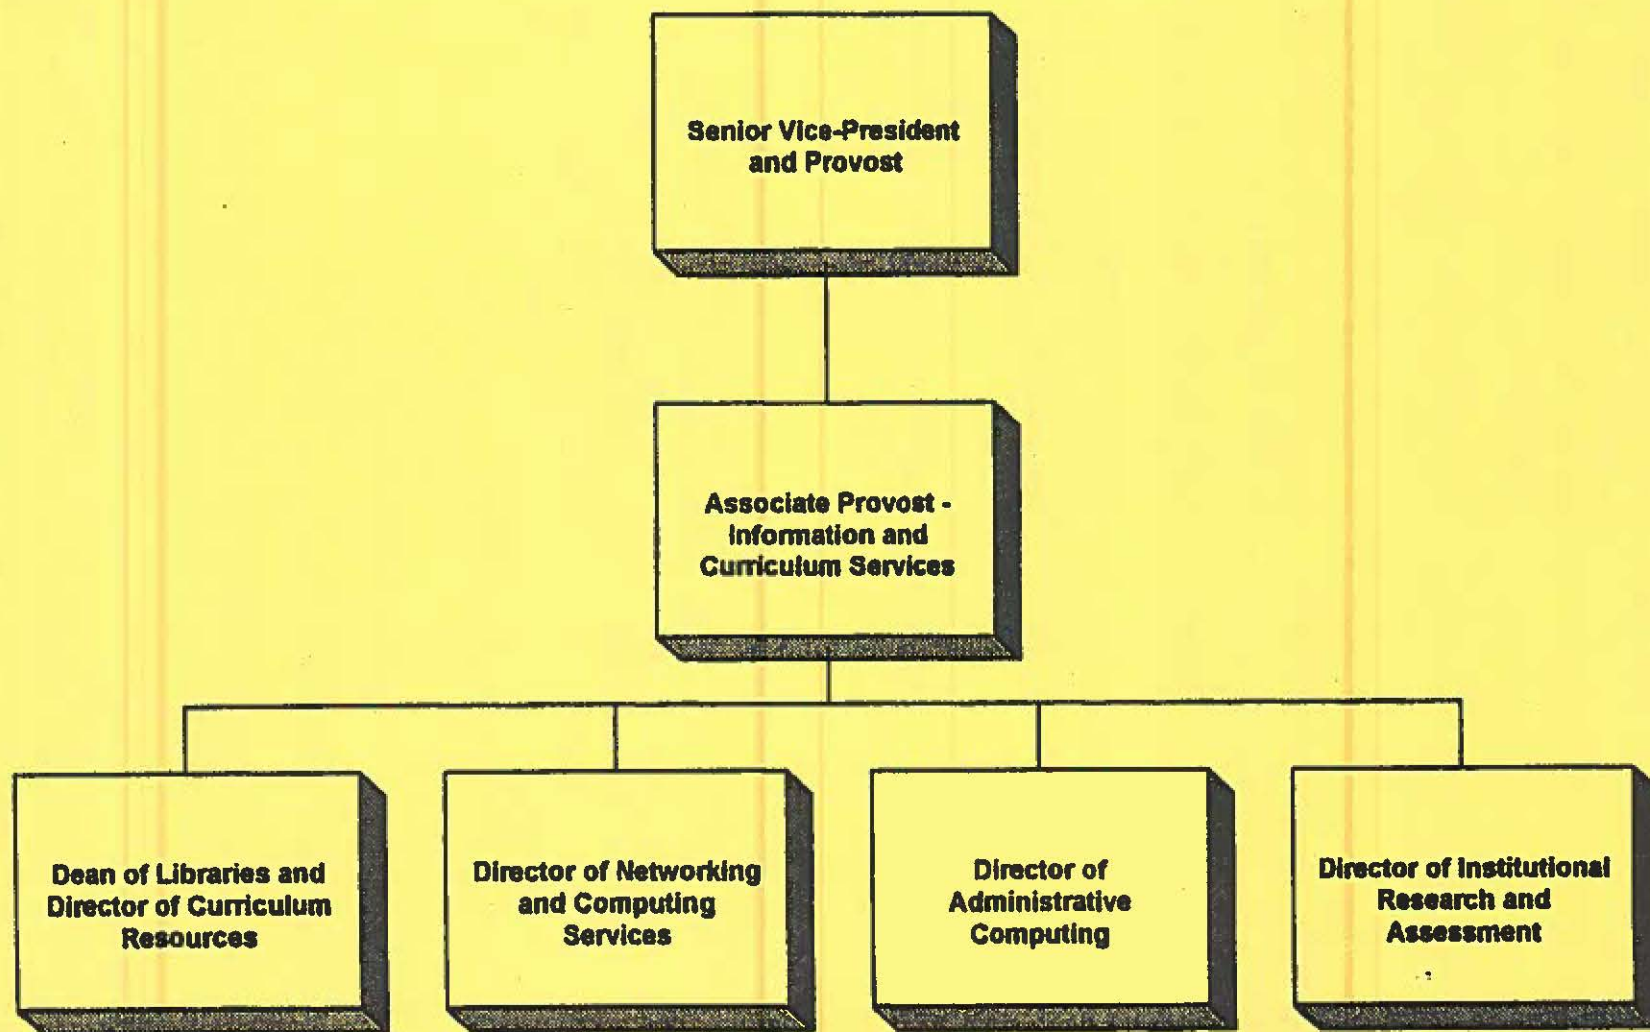 Senior Vice-President
and Provost
Associate Provost -
Information and
Curriculum Services
Dean of Libraries and
Director of Curriculum
Resources
Director of Networking
and Computing
Services
Director of
Administrative
Computing
Director of Institutional
Research and
Assessment